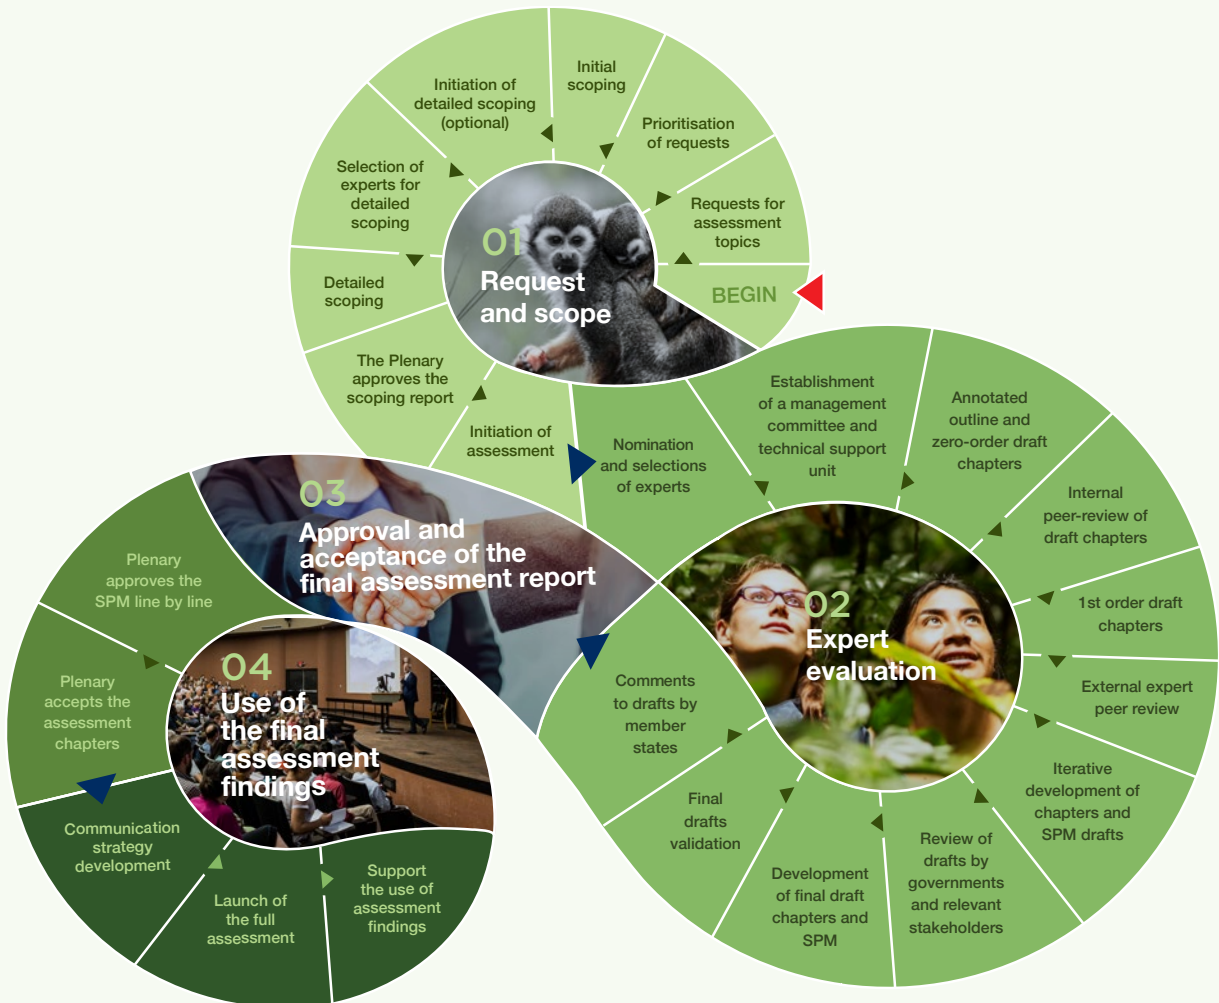 BEGIN
Requests for
assessment
topics
Prioritisation
of requests
Initial
scoping
Initiation of
detailed scoping
(optional)
Selection of
experts for
detailed
scoping
Detailed
scoping
The Plenary
approves the
scoping report
Initiation of
assessment
01
Request
and scope
Nomination
and selections
of experts
Establishment
of a management
committee and
technical support
unit
Annotated
outline and
zero-order draft
chapters
Internal
peer-review of
draft chapters
1st order draft
chapters
External expert
peer review
Iterative
development of
chapters and
SPM drafts
Review of
drafts by
governments
and relevant
stakeholders
Development
of final draft
chapters and
SPM
Final
drafts
validation
Comments
to drafts by
member
states
02
Expert
evaluation
03
Approval and
acceptance of the
final assessment report
Plenary
approves the
SPM line by line
Plenary
accepts the
assessment
chapters
04
Use of
the final
assessment
findings
Communication
strategy
development
Launch of
the full
assessment
Support
the use of
assessment
findings